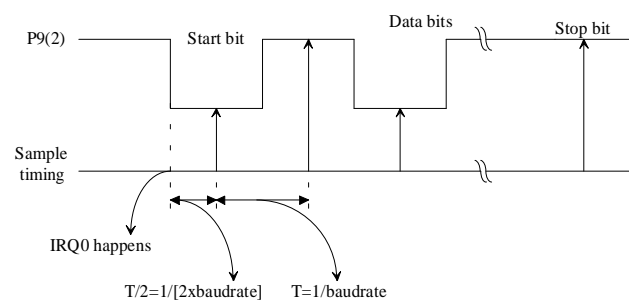 Data bits
P9(2)
Start bit
Stop bit
Sample
timing
IRQ0 happens
T/2=1/[2xbaudrate]
T=1/baudrate